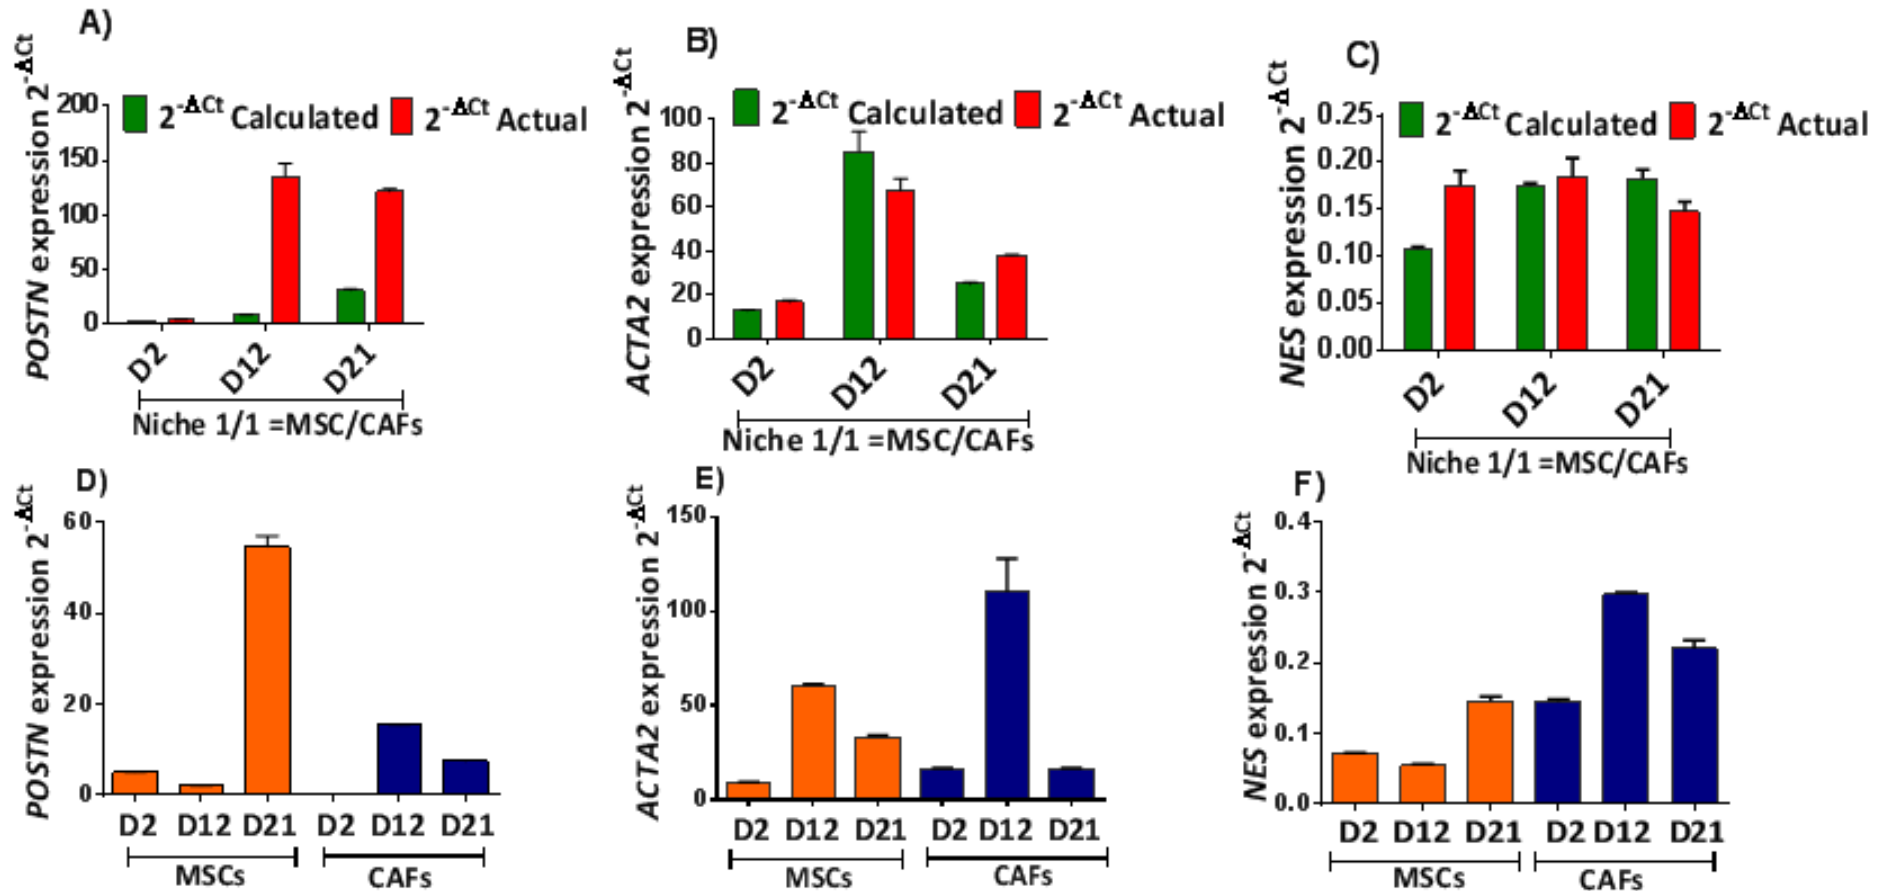 A)
POSTN expression 2-ΔCt
200
150
100
50
0
2-ΔCt Calculated
2-ΔCt Actual
D2
D12
D21
Niche 1/1 =MSC/CAFs
B)
ACTA2 expression 2-ΔCt
100
80
60
40
20
0
2-ΔCt Calculated
2-ΔCt Actual
D2
D12
D21
Niche 1/1 =MSC/CAFs
C)
NES expression 2-ΔCt
0.25
0.20
0.15
0.10
0.05
0.00
2-ΔCt Calculated
2-ΔCt Actual
D2
D12
D21
Niche 1/1 =MSC/CAFs
D)
POSTN expression 2-ΔCt
60
40
20
0
D2 D12 D21 D2 D12 D21
MSCs CAFs
E)
ACTA2 expression 2-ΔCt
150
100
50
0
D2 D12 D21 D2 D12 D21
MSCs CAFs
F)
NES expression 2-ΔCt
0.4
0.3
0.2
0.1
0.0
D2 D12 D21 D2 D12 D21
MSCs CAFs